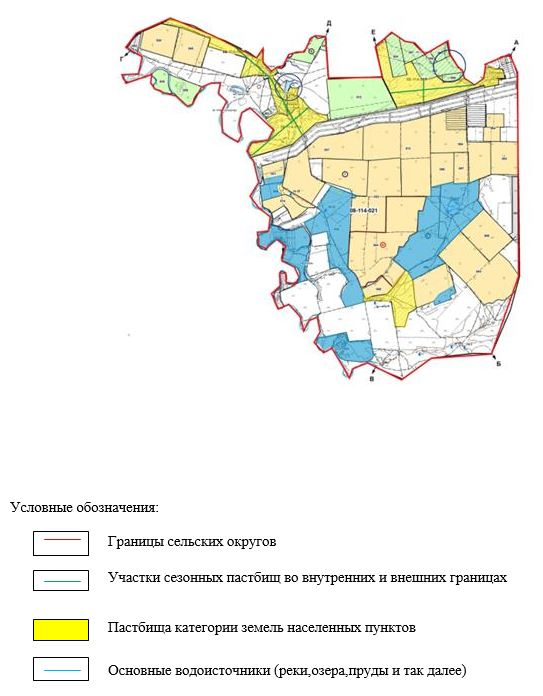 Д
Е
А
Г
08-114-021
Б
В
Условные обозначения:
Границы сельских округов
Участки сезонных пастбищ во внутренних и внешних границах
Пастбища категории земель населенных пунктов
Основные водоисточники (реки,озера,пруды и так далее)